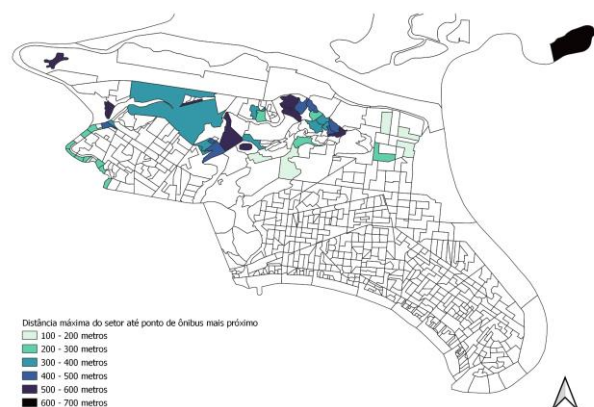 Distância máxima do setor até ponto de ônibus mais próximo
100 - 200 metros
200 - 300 metros
300 - 400 metros
400 - 500 metros
500 - 600 metros
600 - 700 metros